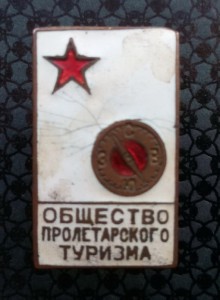 С
З В
Ю
ОБЩЕСТВО
ПРОЛЕТАРСКОГО
ТУРИЗМА